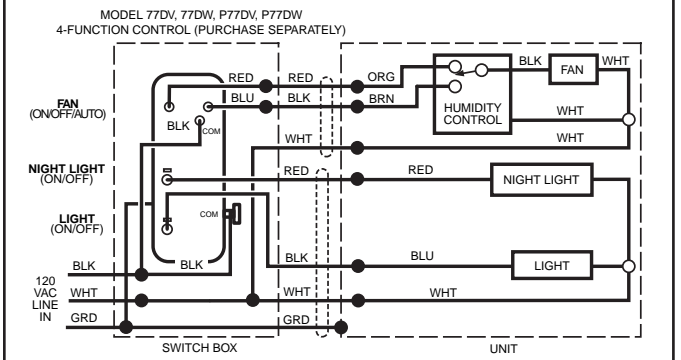 MODEL 77DV, 77DW, P77DV, P77DW
4-FUNCTION CONTROL (PURCHASE SEPARATELY)
RED RED ORG BLK WHT
FAN
FAN
(ON/OFF/AUTO)
BLU BLK BRN
HUMIDITY
CONTROL
WHT
BLK COM
WHT WHT
NIGHT LIGHT
(ON/OFF)
RED RED
NIGHT LIGHT
LIGHT
(ON/OFF)
COM
BLK BLK BLK BLU
LIGHT
120
VAC
LINE
IN
WHT WHT WHT
GRD GRD
SWITCH BOX UNIT